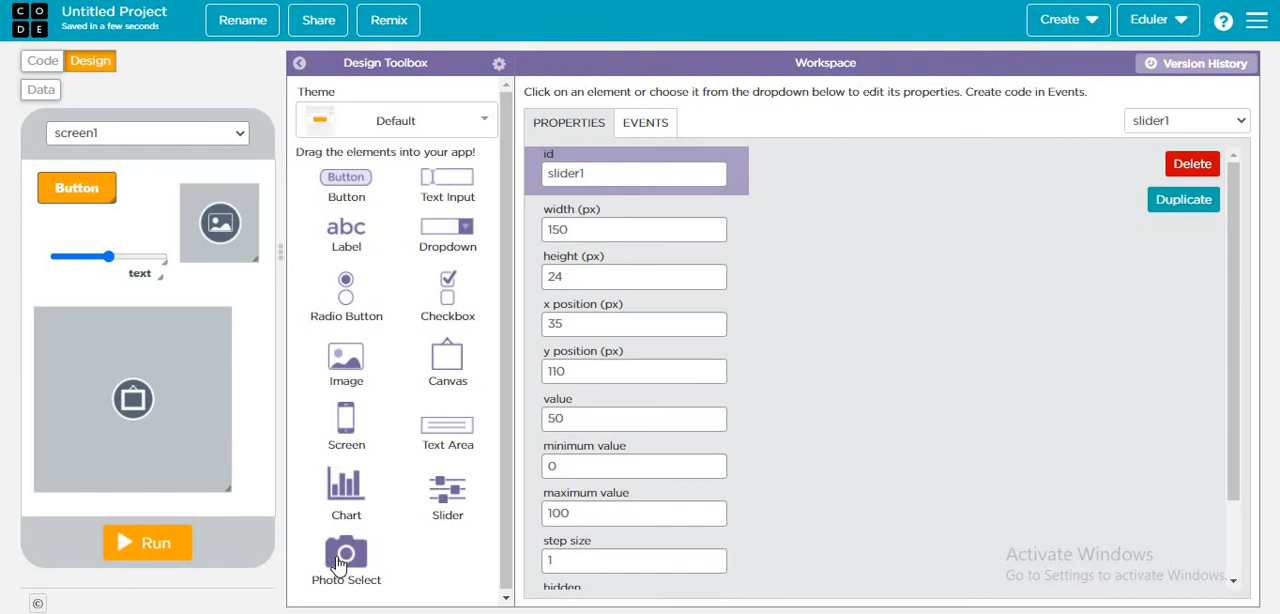 C O
D E
Untitled Project
Saved in a few seconds
Rename
Share
Remix
Create
Eduler
?
Code
Design
Data
Design Toolbox
Workspace
Version History
Theme
Default
Click on an element or choose it from the dropdown below to edit its properties. Create code in Events.
screen1
PROPERTIES
EVENTS
slider1
Drag the elements into your app!
Button
text
Button
Button
Text Input
abc
Label
Dropdown
Radio Button
Checkbox
Image
Canvas
Screen
Text Area
Chart
Slider
Photo Select
id
slider1
width (px)
150
height (px)
24
x position (px)
35
y position (px)
110
value
50
minimum value
0
maximum value
100
step size
1
hidden
Delete
Duplicate
Run
©
Activate Windows
Go to Settings to activate Windows.